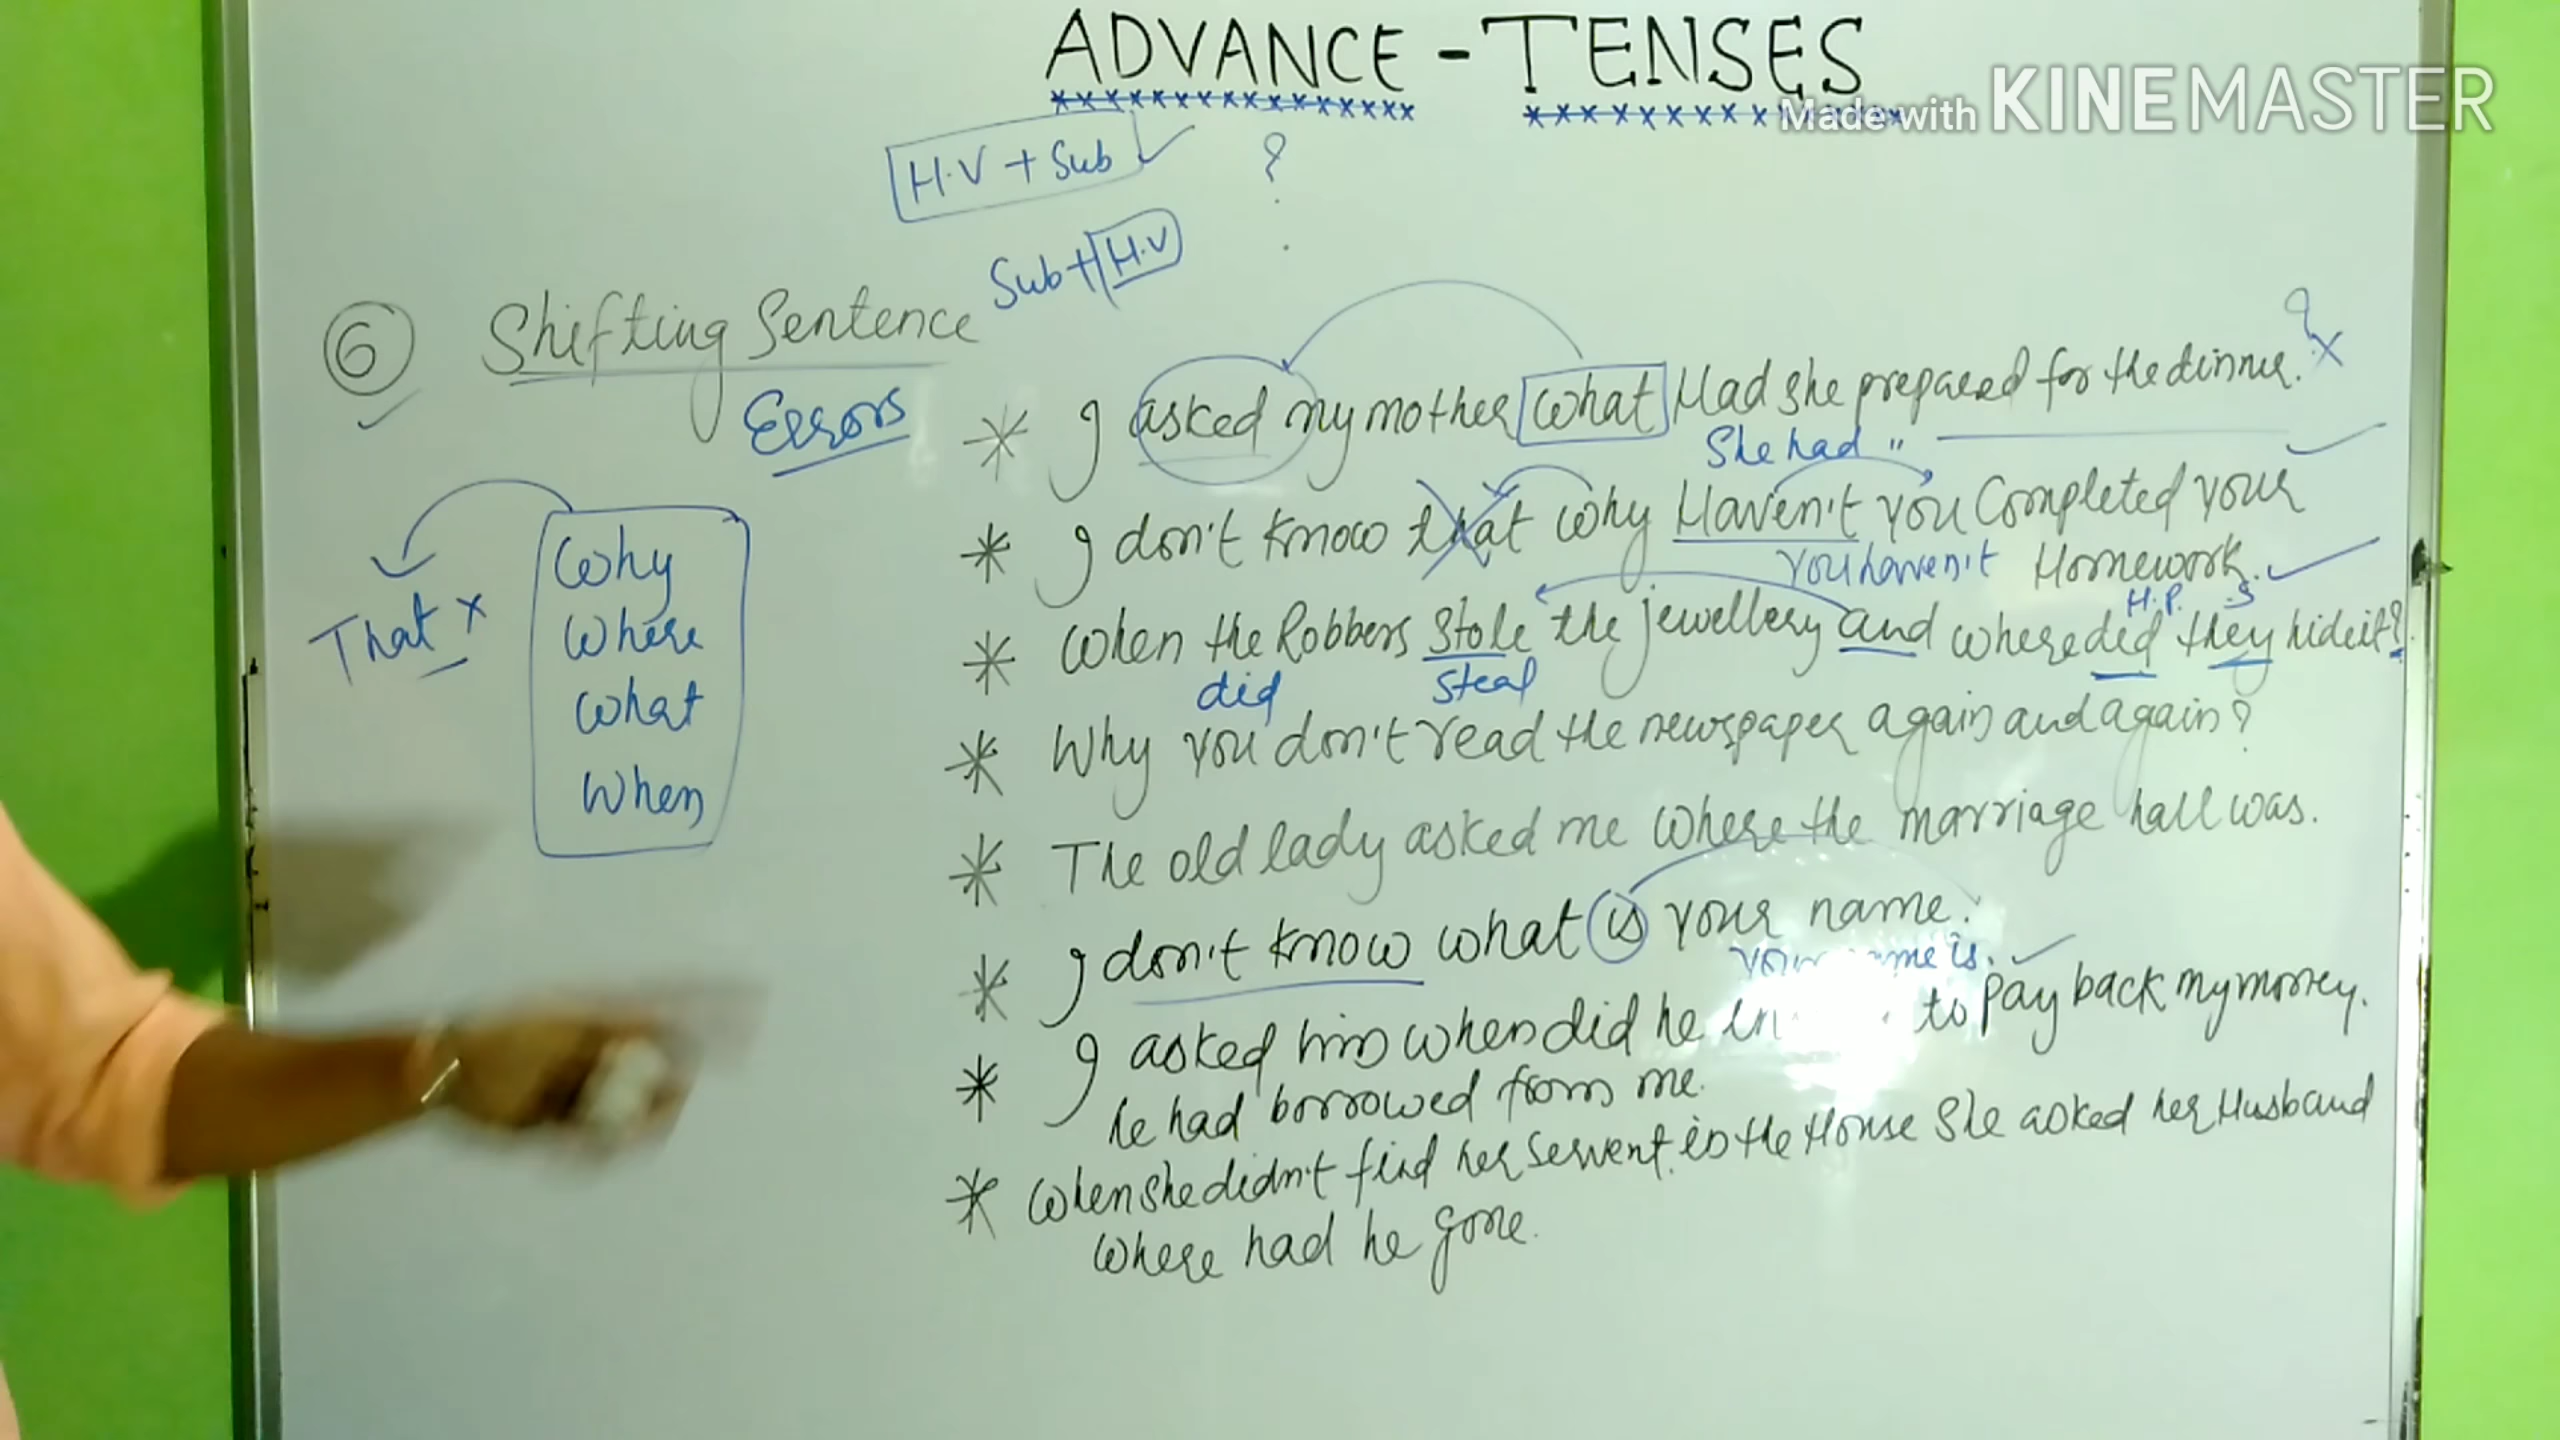 ADVANCE - TENSES
Made with KINEMASTER
H.V + Sub ?
Sub + H.V
6 Shifting Sentence
Errors
That x
Why
Where
What
When
* I asked my mother what Had she prepared for the dinner. ? x
She had "
* I don't know that why Haven't you Completed your
you haven't Homework.
H.P. S
* When the Robbers Stole the jewellery and where did they hide it?
did steal
* Why you don't read the newspaper again and again?
* The old lady asked me where the marriage hall was.
* I don't know what is your name.
is.
* I asked him when did he to pay back my money.
he had borrowed from me.
* When she didn't find her servent in the House She asked her Husband
where had he gone.